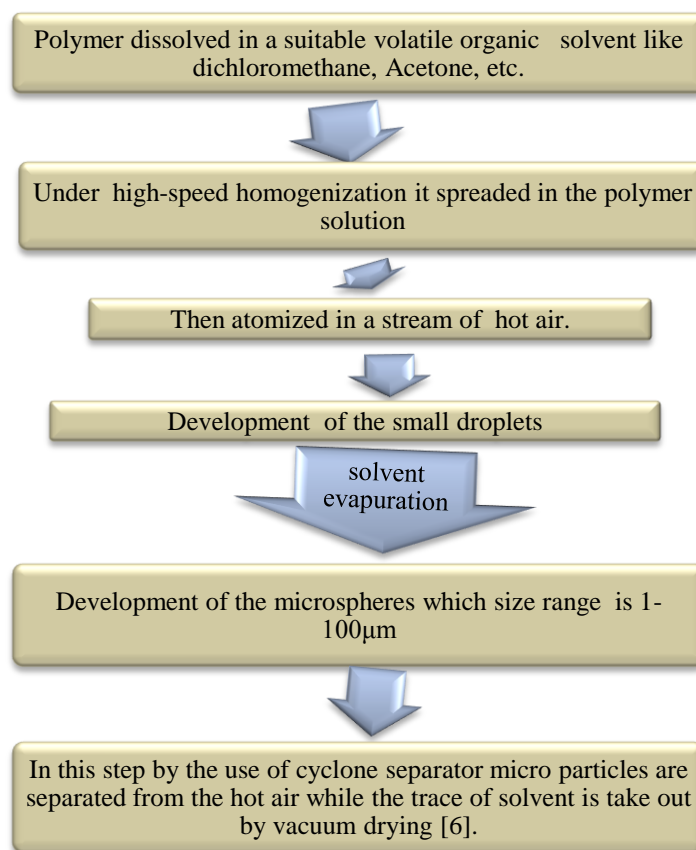 Polymer dissolved in a suitable volatile organic solvent like
dichloromethane, Acetone, etc.
Under high-speed homogenization it spreaded in the polymer
solution
Then atomized in a stream of hot air.
Development of the small droplets
solvent
evapuration
Development of the microspheres which size range is 1-
100μm
In this step by the use of cyclone separator micro particles are
separated from the hot air while the trace of solvent is take out
by vacuum drying [6].